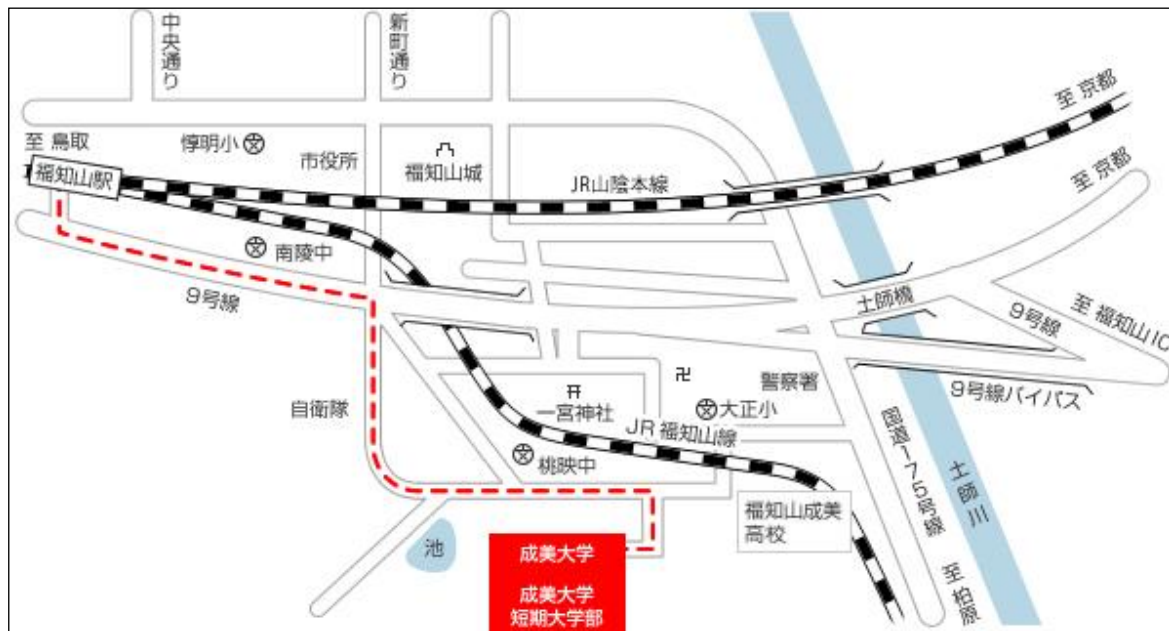 中央通り
新町通り
至 京都
至 鳥取
惇明小
市役所
福知山城
福知山駅
JR山陰本線
至 京都
南陵中
9号線
土師橋
9号線
至 福知山IC
警察署
9号線バイパス
自衛隊
一宮神社
大正小
JR 福知山線
桃映中
国道175号線
土師川
福知山成美
高校
池
成美大学
成美大学
短期大学部
至 柏原